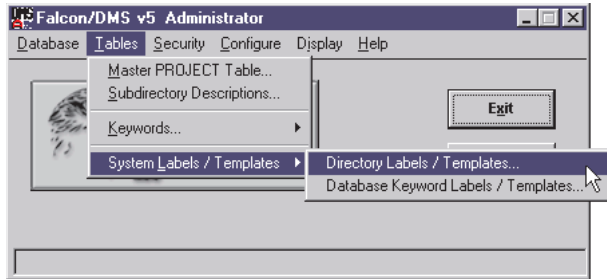 Falcon/DMS v5 Administrator
Database Tables Security Configure Display Help
Master PROJECT Table...
Subdirectory Descriptions...
Keywords...
System Labels / Templates
Directory Labels / Templates...
Database Keyword Labels / Templates...
Exit